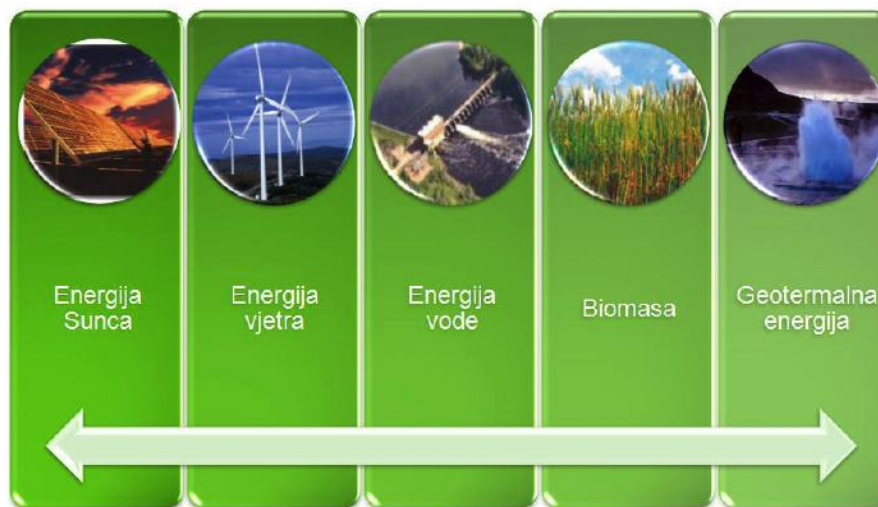 Energija
Sunca
Energija
vjetra
Energija
vode
Biomasa
Geotermalna
energija